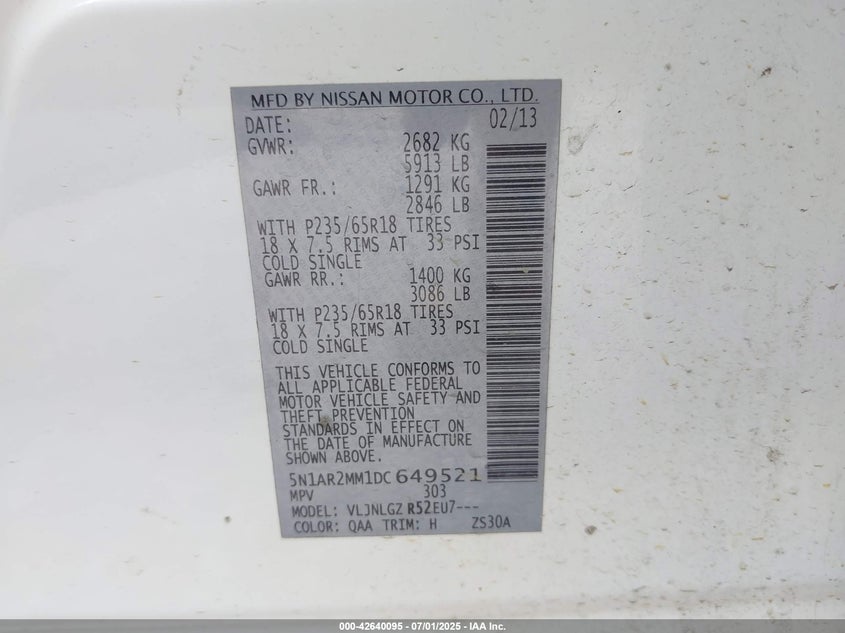 MFD BY NISSAN MOTOR CO., LTD.
DATE: 02/13
GVWR: 2682 KG
5913 LB
GAWR FR.: 1291 KG
2846 LB
WITH P235/65R18 TIRES
18 X 7.5 RIMS AT 33 PSI
COLD SINGLE
GAWR RR.: 1400 KG
3086 LB
WITH P235/65R18 TIRES
18 X 7.5 RIMS AT 33 PSI
COLD SINGLE
THIS VEHICLE CONFORMS TO
ALL APPLICABLE FEDERAL
MOTOR VEHICLE SAFETY AND
THEFT PREVENTION
STANDARDS IN EFFECT ON
THE DATE OF MANUFACTURE
SHOWN ABOVE.
5N1AR2MM1DC649521
MPV 303
MODEL: VLJNLGZ R52EU7---
COLOR: QAA TRIM: H ZS30A
000-42640095 - 07/01/2025 - IAA Inc.